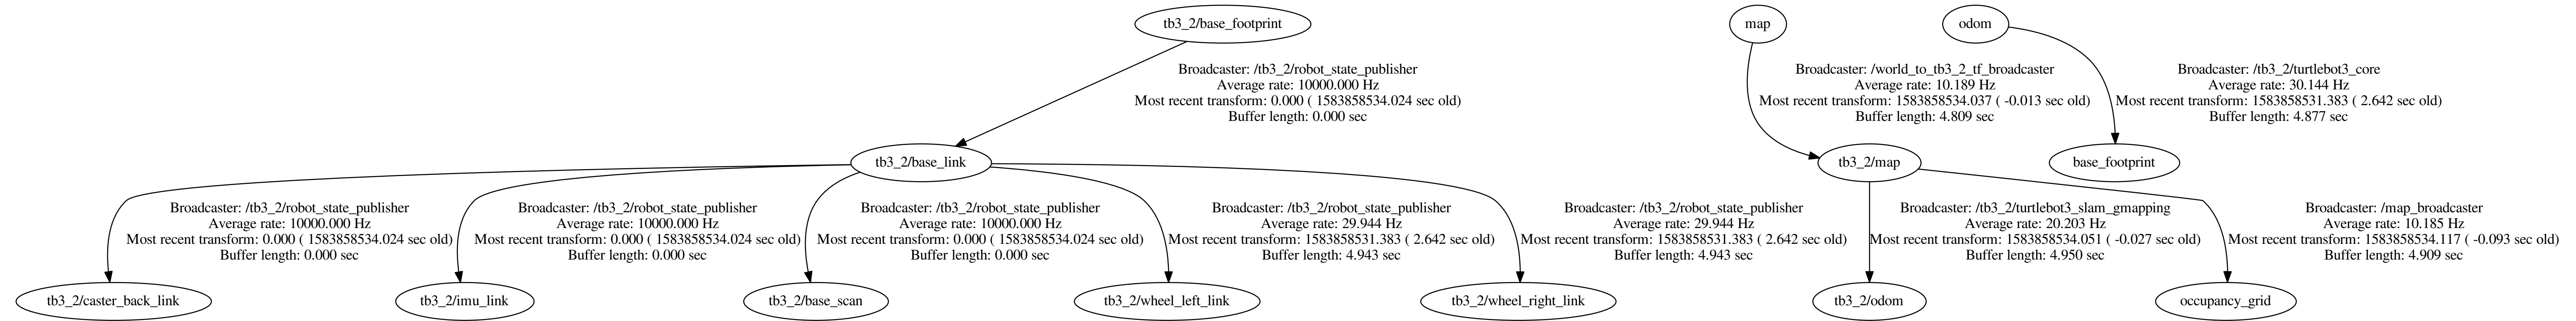 tb3_2/base_footprint
map
odom
Broadcaster: /tb3_2/robot_state_publisher
Average rate: 10000.000 Hz
Most recent transform: 0.000 ( 1583858534.024 sec old)
Buffer length: 0.000 sec
Broadcaster: /world_to_tb3_2_tf_broadcaster
Average rate: 10.189 Hz
Most recent transform: 1583858534.037 ( -0.013 sec old)
Buffer length: 4.809 sec
Broadcaster: /tb3_2/turtlebot3_core
Average rate: 30.144 Hz
Most recent transform: 1583858531.383 ( 2.642 sec old)
Buffer length: 4.877 sec
tb3_2/base_link
tb3_2/map
base_footprint
Broadcaster: /tb3_2/robot_state_publisher
Average rate: 10000.000 Hz
Most recent transform: 0.000 ( 1583858534.024 sec old)
Buffer length: 0.000 sec
Broadcaster: /tb3_2/robot_state_publisher
Average rate: 10000.000 Hz
Most recent transform: 0.000 ( 1583858534.024 sec old)
Buffer length: 0.000 sec
Broadcaster: /tb3_2/robot_state_publisher
Average rate: 10000.000 Hz
Most recent transform: 0.000 ( 1583858534.024 sec old)
Buffer length: 0.000 sec
Broadcaster: /tb3_2/robot_state_publisher
Average rate: 29.944 Hz
Most recent transform: 1583858531.383 ( 2.642 sec old)
Buffer length: 4.943 sec
Broadcaster: /tb3_2/robot_state_publisher
Average rate: 29.944 Hz
Most recent transform: 1583858531.383 ( 2.642 sec old)
Buffer length: 4.943 sec
Broadcaster: /tb3_2/turtlebot3_slam_gmapping
Average rate: 20.203 Hz
Most recent transform: 1583858534.051 ( -0.027 sec old)
Buffer length: 4.950 sec
Broadcaster: /map_broadcaster
Average rate: 10.185 Hz
Most recent transform: 1583858534.117 ( -0.093 sec old)
Buffer length: 4.909 sec
tb3_2/caster_back_link
tb3_2/imu_link
tb3_2/base_scan
tb3_2/wheel_left_link
tb3_2/wheel_right_link
tb3_2/odom
occupancy_grid